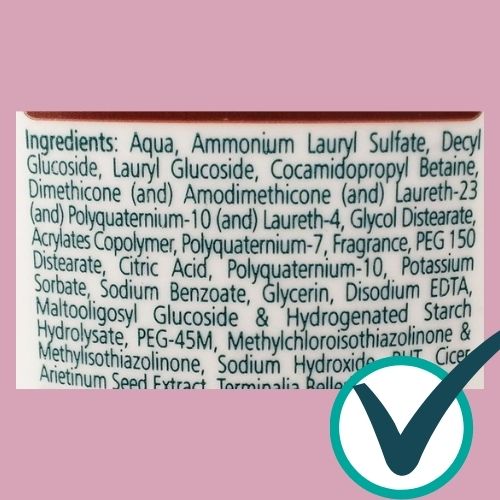 Ingredients: Aqua, Ammonium Lauryl Sulfate, Decyl
Glucoside, Lauryl Glucoside, Cocamidopropyl Betaine,
Dimethicone (and) Amodimethicone (and) Laureth-23
(and) Polyquaternium-10 (and) Laureth-4, Glycol Distearate,
Acrylates Copolymer, Polyquaternium-7, Fragrance, PEG 150
Distearate, Citric Acid, Polyquaternium-10, Potassium
Sorbate, Sodium Benzoate, Glycerin, Disodium EDTA,
Maltooligosyl Glucoside & Hydrogenated Starch
Hydrolysate, PEG-45M, Methylchloroisothiazolinone &
Methylisothiazolinone, Sodium Hydroxide, BHT, Cicer
Arietinum Seed Extract, Terminalia